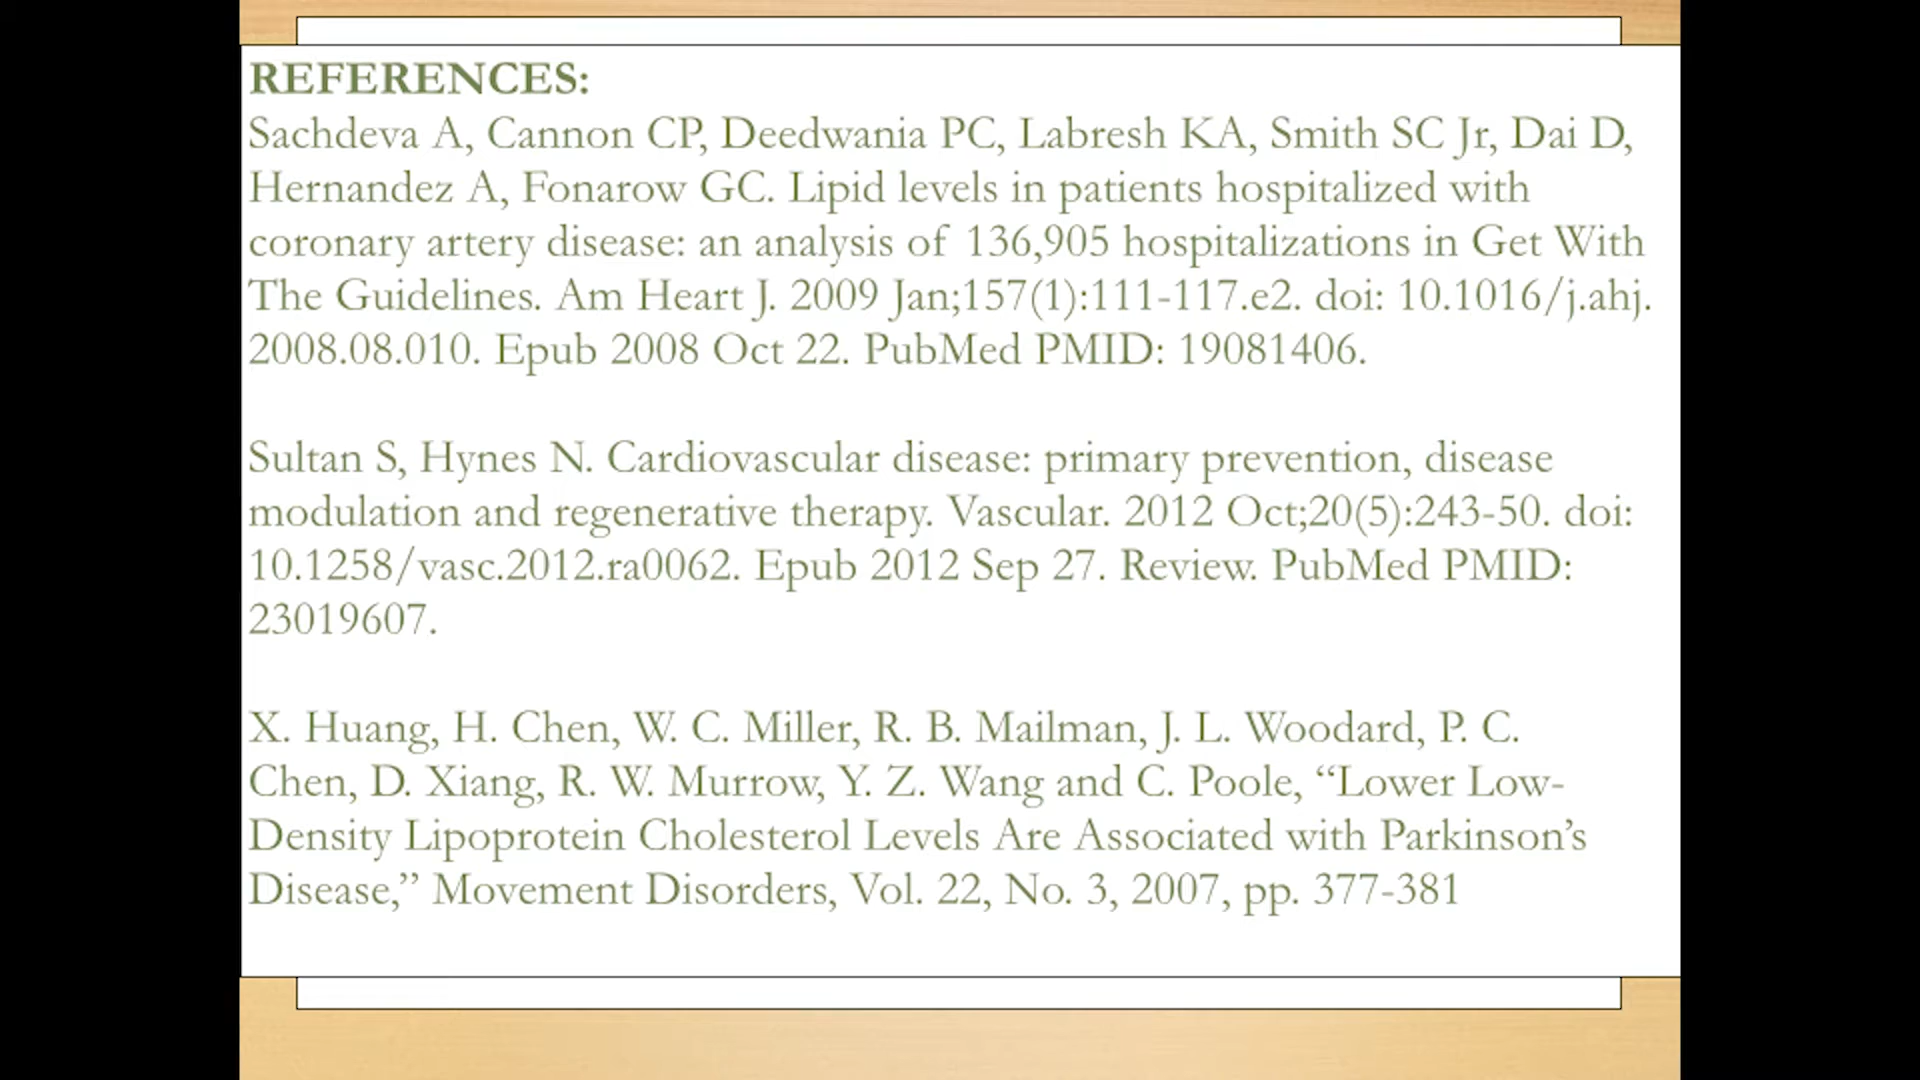 REFERENCES:
Sachdeva A, Cannon CP, Deedwania PC, Labresh KA, Smith SC Jr, Dai D,
Hernandez A, Fonarow GC. Lipid levels in patients hospitalized with
coronary artery disease: an analysis of 136,905 hospitalizations in Get With
The Guidelines. Am Heart J. 2009 Jan;157(1):111-117.e2. doi: 10.1016/j.ahj.
2008.08.010. Epub 2008 Oct 22. PubMed PMID: 19081406.
Sultan S, Hynes N. Cardiovascular disease: primary prevention, disease
modulation and regenerative therapy. Vascular. 2012 Oct;20(5):243-50. doi:
10.1258/vasc.2012.ra0062. Epub 2012 Sep 27. Review. PubMed PMID:
23019607.
X. Huang, H. Chen, W. C. Miller, R. B. Mailman, J. L. Woodard, P. C.
Chen, D. Xiang, R. W. Murrow, Y. Z. Wang and C. Poole, “Lower Low-
Density Lipoprotein Cholesterol Levels Are Associated with Parkinson’s
Disease,” Movement Disorders, Vol. 22, No. 3, 2007, pp. 377-381